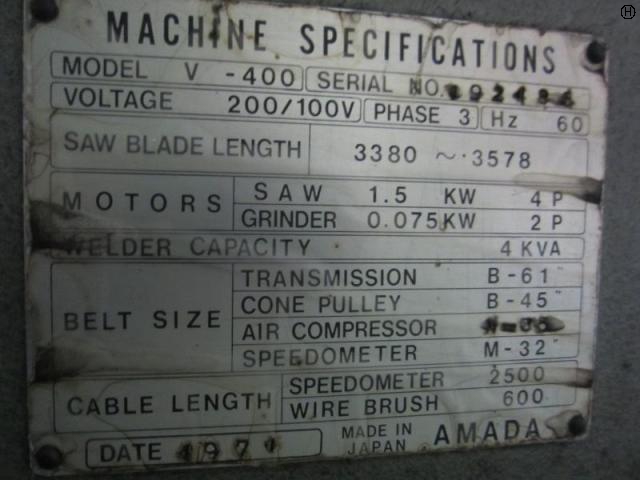 MACHINE SPECIFICATIONS
MODEL V -400 SERIAL NO.
VOLTAGE 200/100V PHASE 3 Hz 60
SAW BLADE LENGTH 3380 ~ 3578
MOTORS
SAW 1.5 KW 4 P
GRINDER 0.075 KW 2 P
WELDER CAPACITY 4 KVA
BELT SIZE
TRANSMISSION B-61"
CONE PULLEY B-45"
AIR COMPRESSOR
SPEEDOMETER M-32"
CABLE LENGTH
SPEEDOMETER 2500
WIRE BRUSH 600
DATE 1971
MADE IN JAPAN AMADA
H